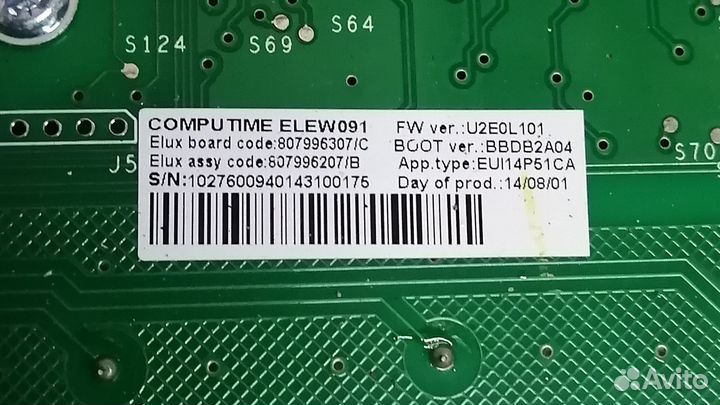 S124
S69
S64
COMPUTIME ELEW091 FW ver.:U2E0L101
Elux board code:807996307/C BOOT ver.:BBDB2A04
Elux assy code:807996207/B App.type:EUI14P51CA
S/N:1027600940143100175 Day of prod.:14/08/01
J5
S70
Avito